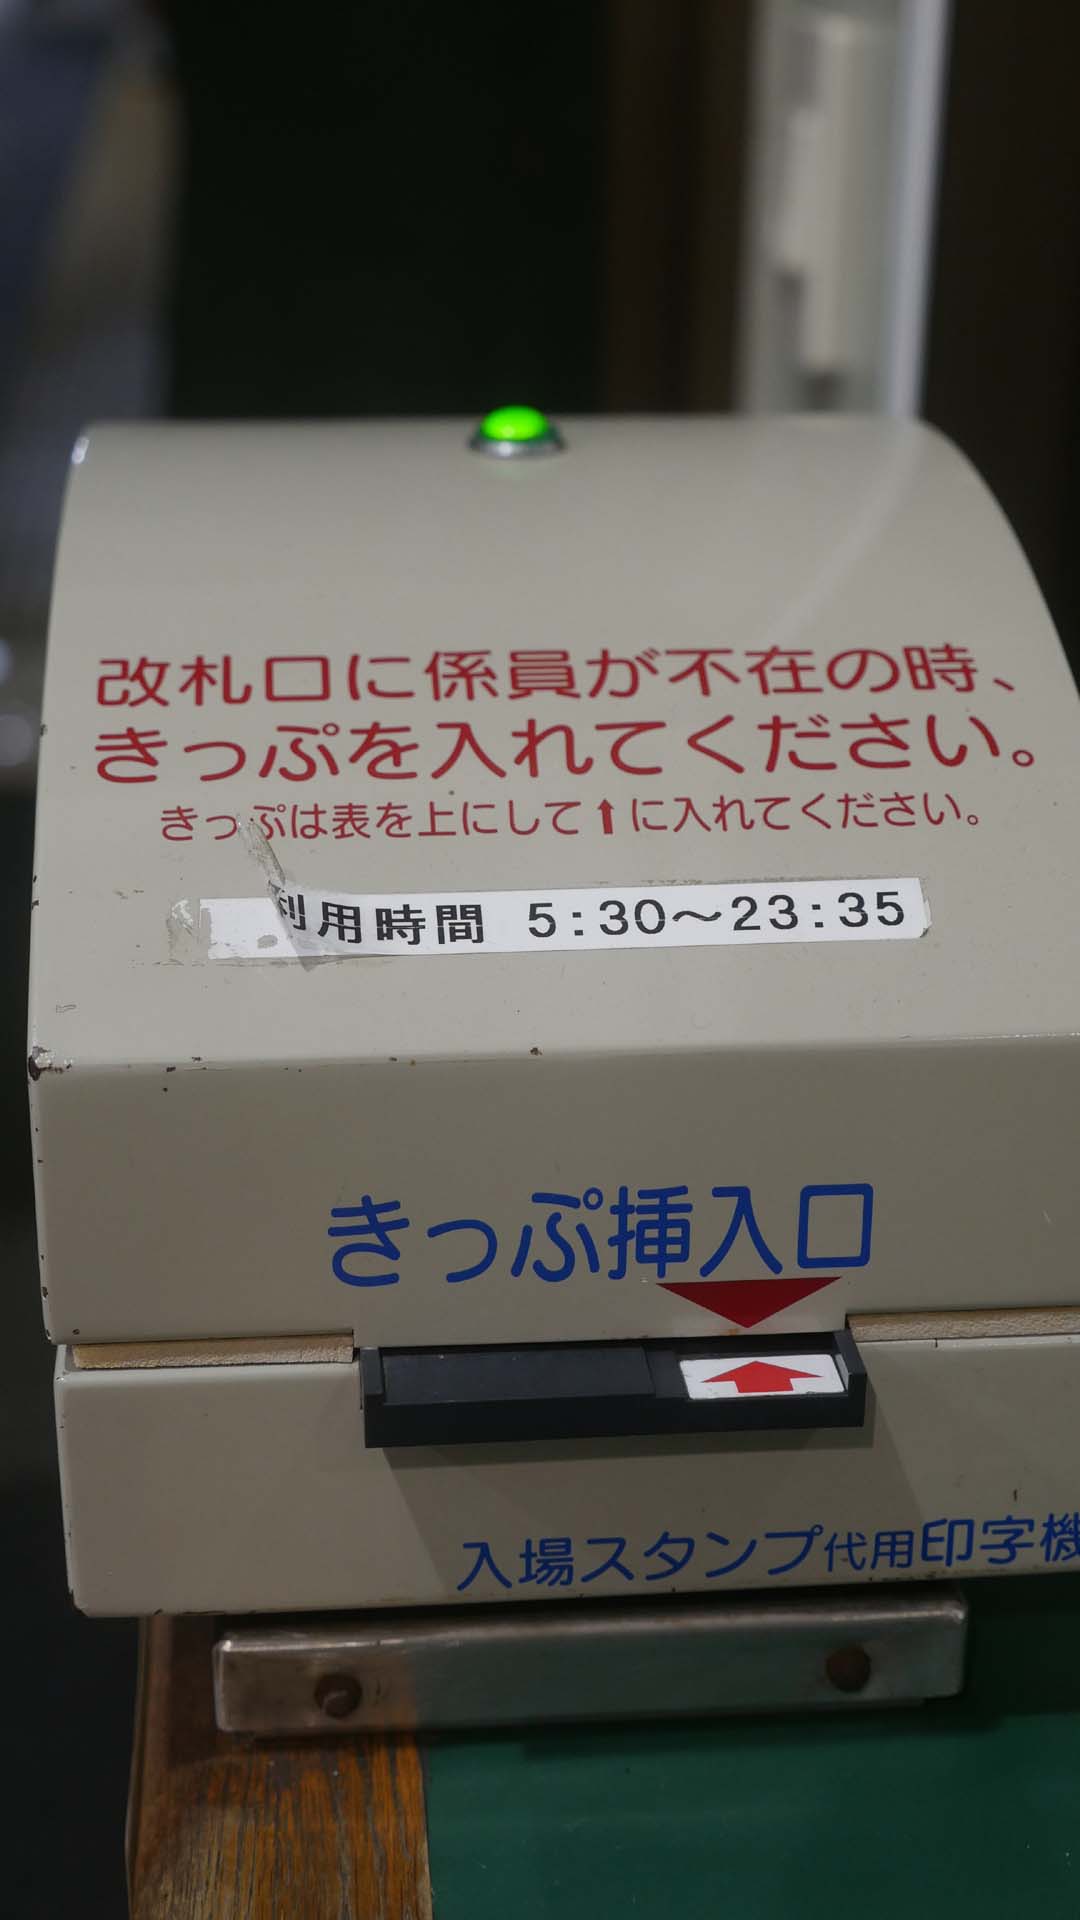 改札口に係員が不在の時、
きっぷを入れてください。
きっぷは表を上にして⬆に入れてください。
利用時間 5:30〜23:35
きっぷ挿入口
入場スタンプ代用印字機